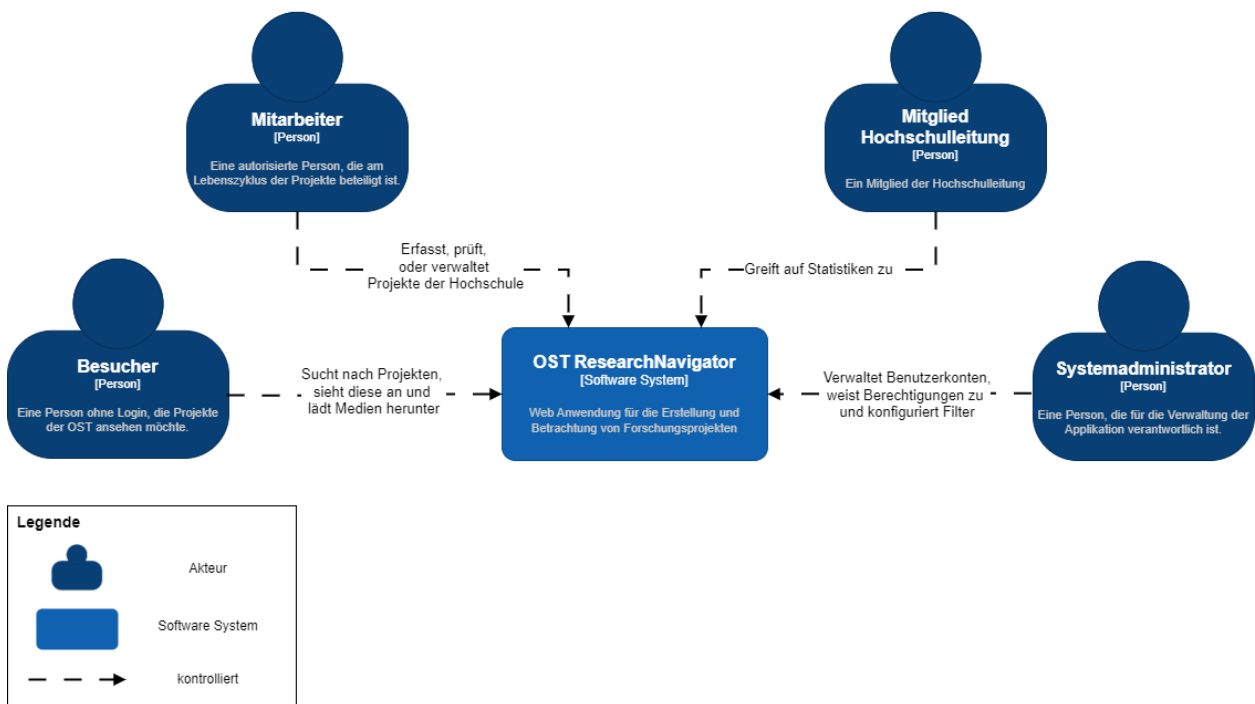 Mitarbeiter
[Person]
Eine autorisierte Person, die am
Lebenszyklus der Projekte beteiligt ist.
Mitglied
Hochschulleitung
[Person]
Ein Mitglied der Hochschulleitung
Erfasst, prüft,
oder verwaltet
Projekte der Hochschule
Greift auf Statistiken zu
Besucher
[Person]
Eine Person ohne Login, die Projekte
der OST ansehen möchte.
Sucht nach Projekten,
sieht diese an und
lädt Medien herunter
OST ResearchNavigator
[Software System]
Web Anwendung für die Erstellung und
Betrachtung von Forschungsprojekten
Verwaltet Benutzerkonten,
weist Berechtigungen zu
und konfiguriert Filter
Systemadministrator
[Person]
Eine Person, die für die Verwaltung der
Applikation verantwortlich ist.
Legende
Akteur
Software System
kontrolliert